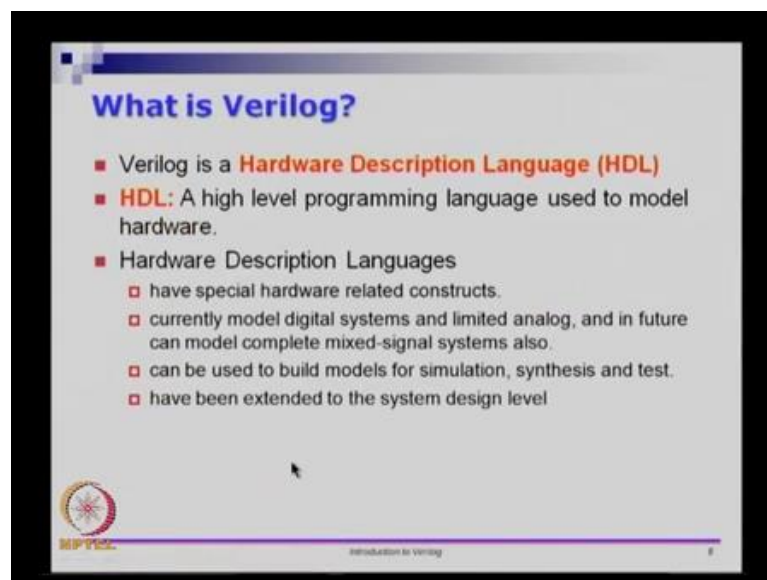 What is Verilog?
Verilog is a Hardware Description Language (HDL)
HDL: A high level programming language used to model
hardware.
Hardware Description Languages
have special hardware related constructs.
currently model digital systems and limited analog, and in future
can model complete mixed-signal systems also.
can be used to build models for simulation, synthesis and test.
have been extended to the system design level
NPTEL
Introduction to Verilog